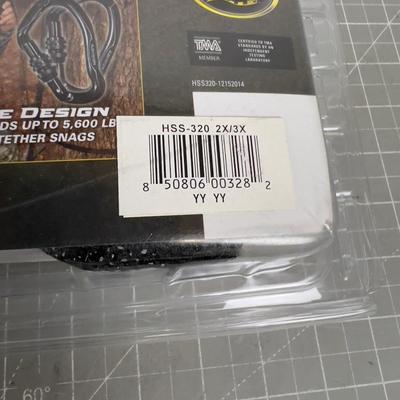 TMA
MEMBER
CERTIFIED TO TMA
STANDARDS BY AN
INDEPENDENT
TESTING
LABORATORY
HSS320-12152014
E DESIGN
DS UP TO 5,600 LB
TETHER SNAGS
HSS-320 2X/3X
8 50806 00328 2
YY YY
60°